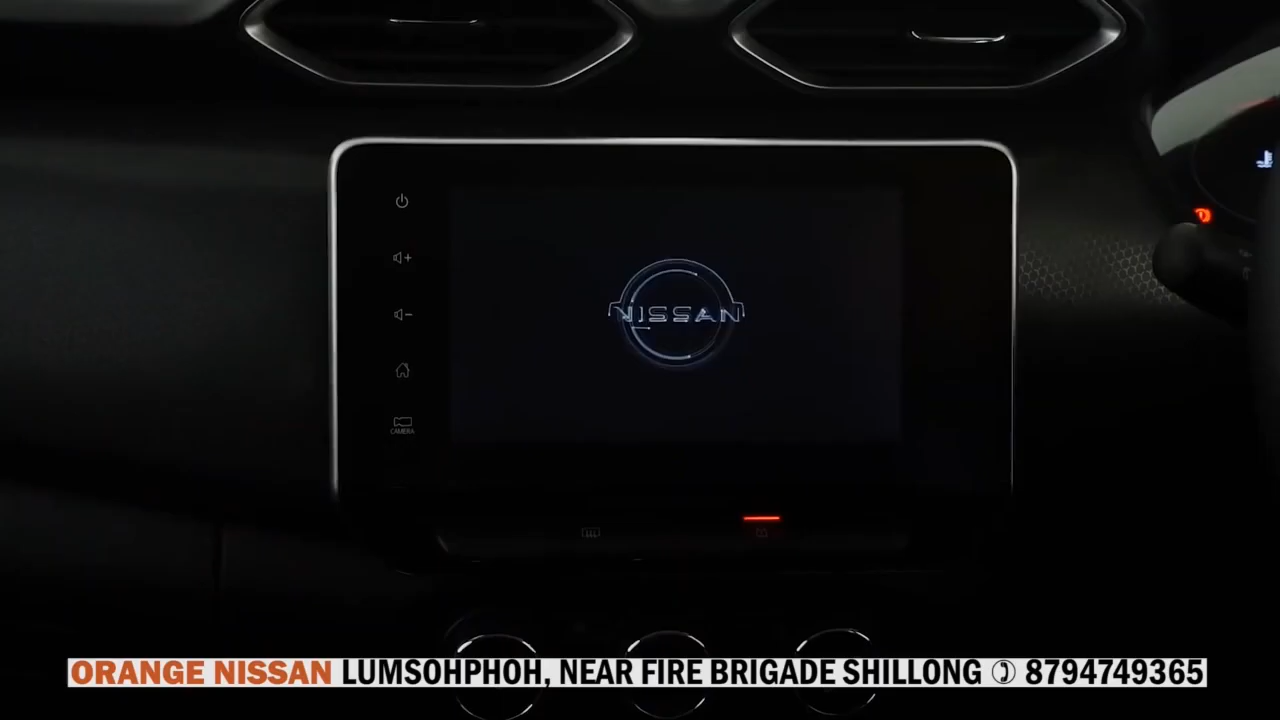 NISSAN
CAMERA
ORANGE NISSAN LUMSOHPHOH, NEAR FIRE BRIGADE SHILLONG ✆ 8794749365